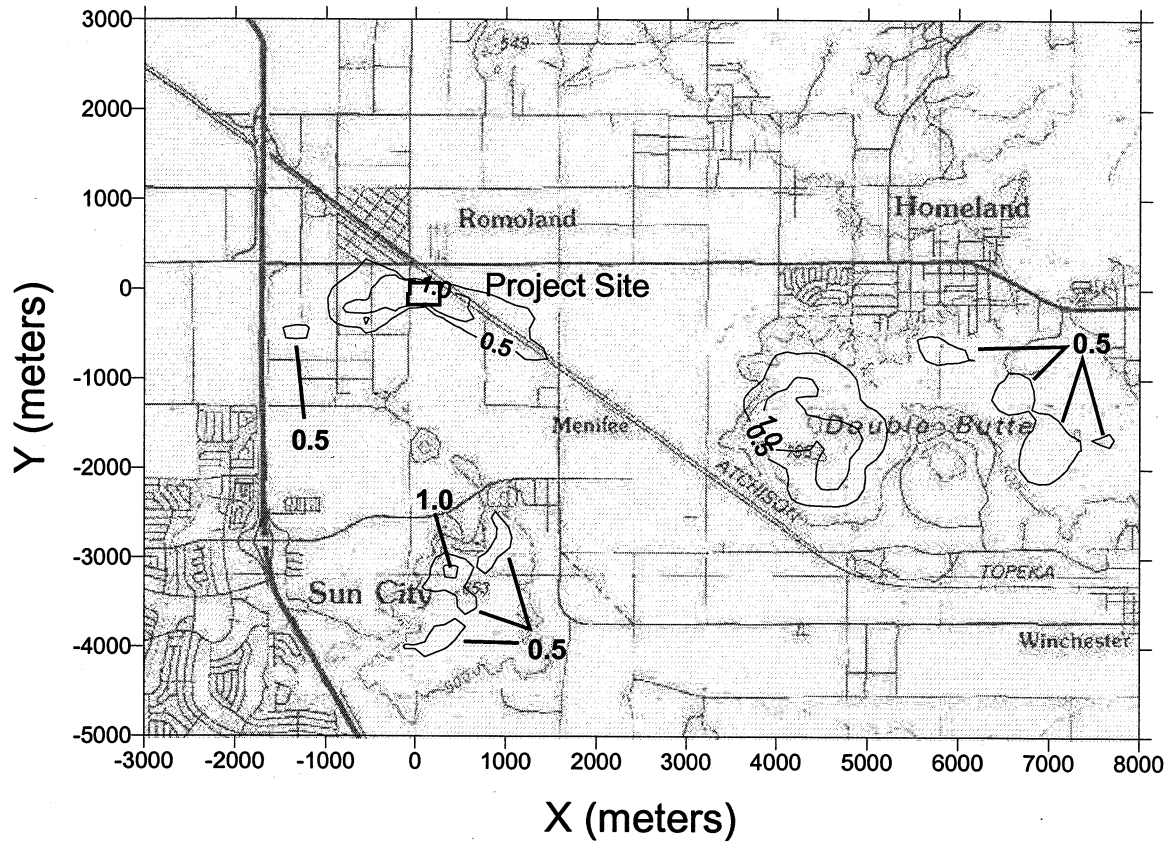 3000
2000
1000
0
-1000
-2000
-3000
-4000
-5000
Y (meters)
549
Romoland
Homeland
1.0
Project Site
0.5
0.5
0.5
Menifee
1.0
0.5
Double Butte
ATCHISON
1.0
Sun City
653
TOPEKA
0.5
Winchester
-3000 -2000 -1000 0 1000 2000 3000 4000 5000 6000 7000 8000
X (meters)